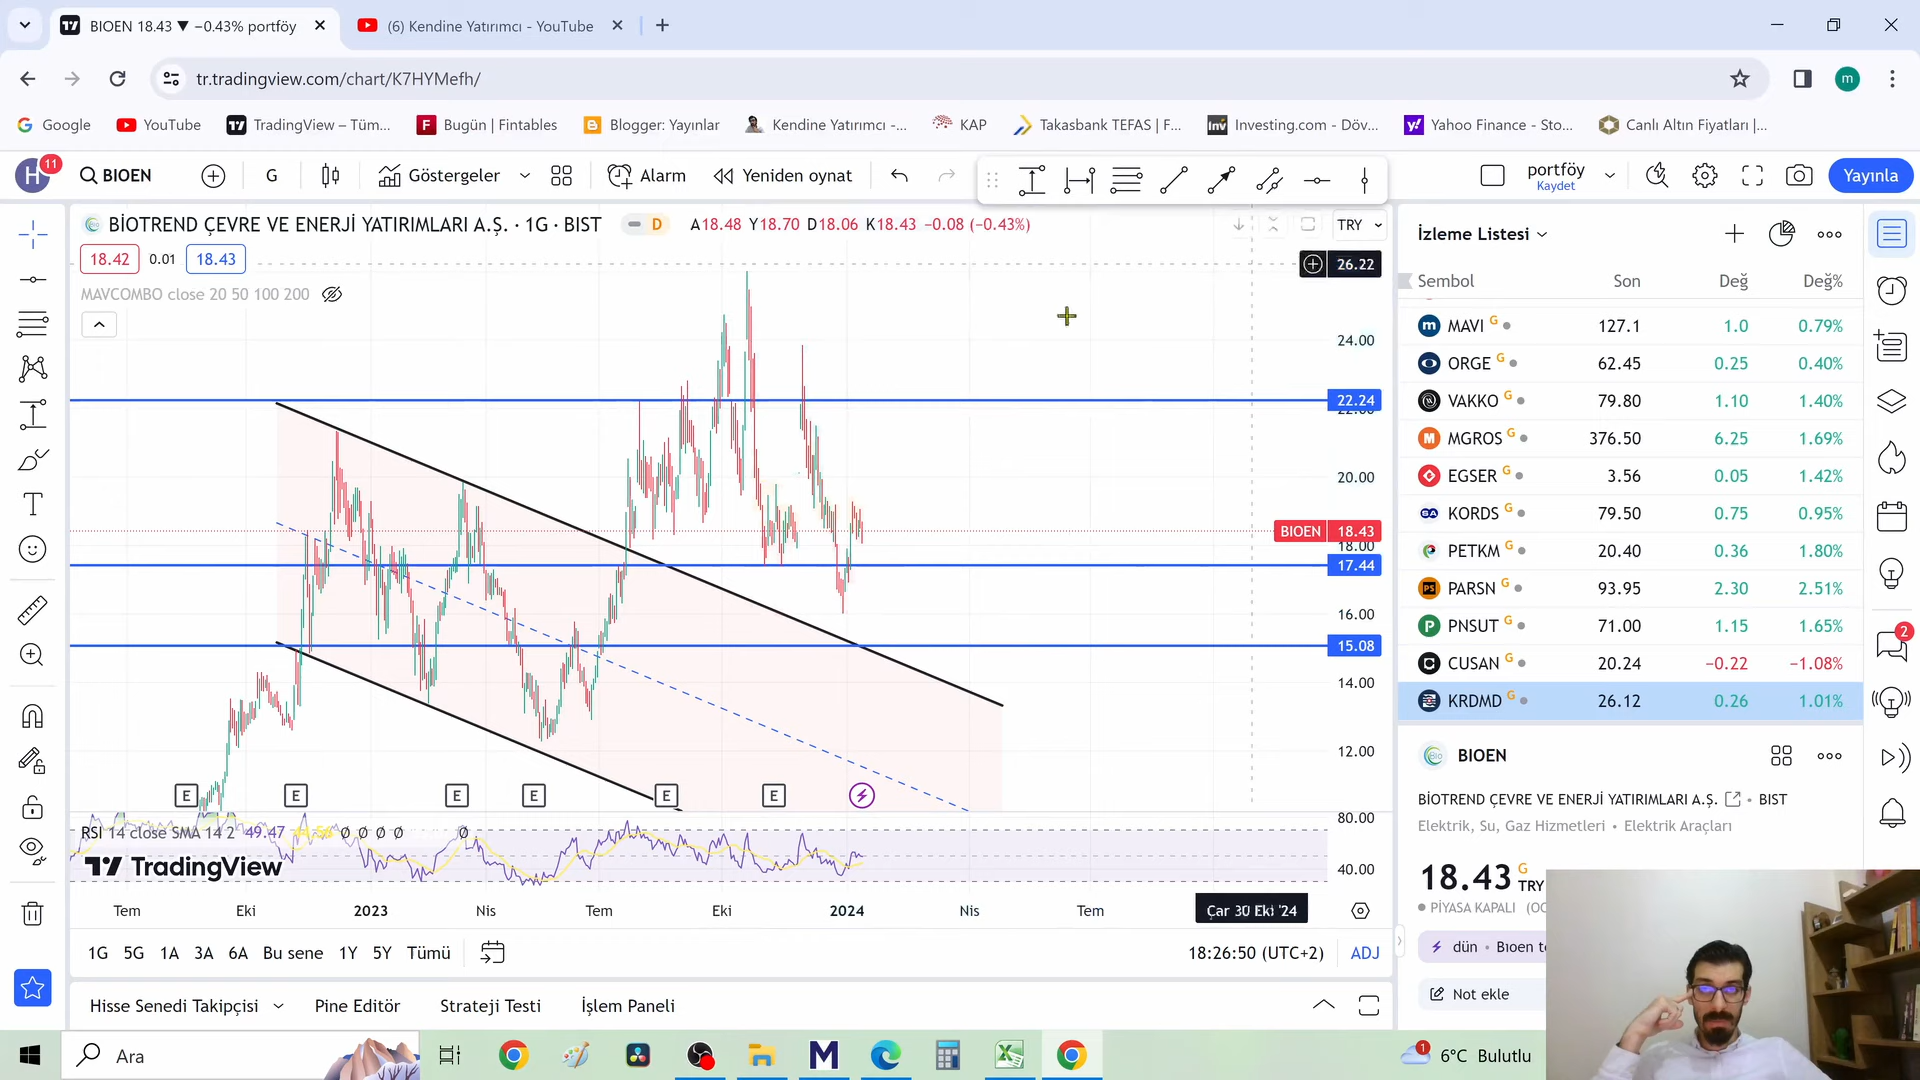 BIOEN 18.43 ▼ −0.43% portföy
(6) Kendine Yatırımcı - YouTube
tr.tradingview.com/chart/K7HYMefh/
m
Google
YouTube
TradingView – Tüm...
Bugün | Fintables
Blogger: Yayınlar
Kendine Yatırımcı -...
KAP
Takasbank TEFAS | F...
Investing.com - Döv...
Yahoo Finance - Sto...
Canlı Altın Fiyatları |...
H 11
BIOEN
G
Göstergeler
Alarm
Yeniden oynat
portföy
Kaydet
Yayınla
BİOTREND ÇEVRE VE ENERJİ YATIRIMLARI A.Ş. · 1G · BIST
D
A18.48 Y18.70 D18.06 K18.43 −0.08 (−0.43%)
TRY
18.42 0.01 18.43
26.22
MAVCOMBO close 20 50 100 200
24.00
22.24
20.00
BIOEN 18.43
18.00
17.44
16.00
15.08
14.00
12.00
E E E E E E
RSI 14 close SMA 14 2 49.47 Ø Ø Ø Ø Ø
80.00
TradingView
40.00
Tem Eki 2023 Nis Tem Eki 2024 Nis Tem Çar 30 Eki '24
1G 5G 1A 3A 6A Bu sene 1Y 5Y Tümü
18:26:50 (UTC+2) ADJ
Hisse Senedi Takipçisi
Pine Editör
Strateji Testi
İşlem Paneli
İzleme Listesi
Sembol Son Değ Değ%
MAVI G 127.1 1.0 0.79%
ORGE G 62.45 0.25 0.40%
VAKKO G 79.80 1.10 1.40%
MGROS G 376.50 6.25 1.69%
EGSER G 3.56 0.05 1.42%
KORDS G 79.50 0.75 0.95%
PETKM G 20.40 0.36 1.80%
PARSN G 93.95 2.30 2.51%
PNSUT G 71.00 1.15 1.65%
CUSAN G 20.24 −0.22 −1.08%
KRDMD G 26.12 0.26 1.01%
2
BIOEN
BİOTREND ÇEVRE VE ENERJİ YATIRIMLARI A.Ş. • BIST
Elektrik, Su, Gaz Hizmetleri • Elektrik Araçları
18.43 G TRY
PİYASA KAPALI
dün • Bıoen
Not ekle
Ara
1
6°C Bulutlu